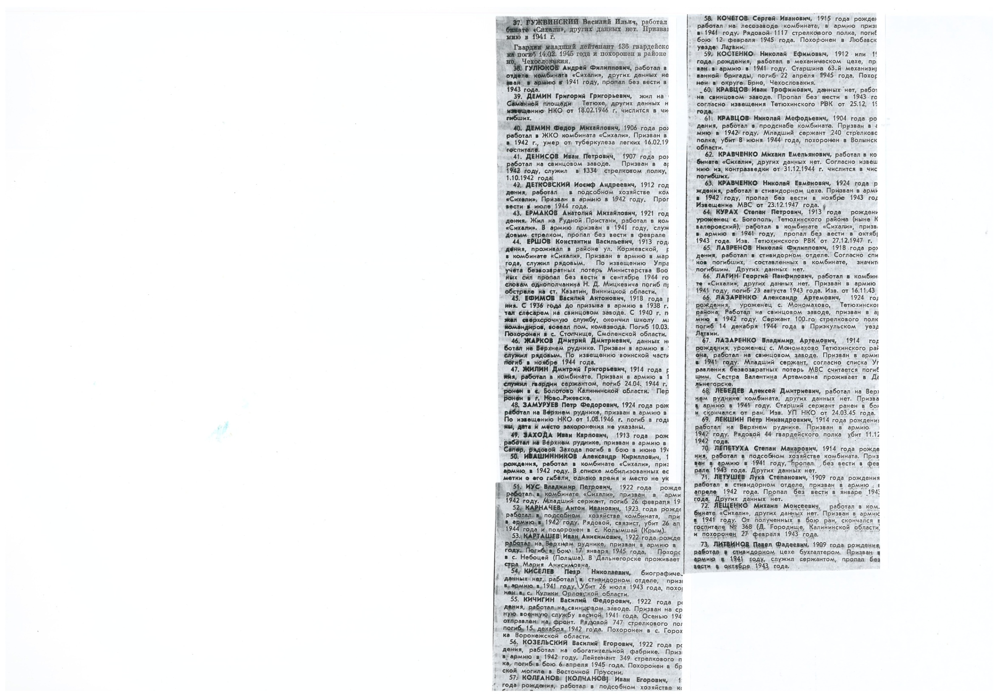 37. ГУЖВИНСКИЙ Василий Ильич, работал
бинате «Сихали», других данных нет. Призва
мию в 1941 г.
Гвардии младший лейтенант 136 гвардейско
ка погиб 14.02. 1945 года и похоронен в районе
но, Чехословакия.
38. ГУЛЮКОВ Андрей Филиппович, работал в
отделе комбината «Сихали», других данных не
зван в армию в 1941 году, пропал без вести в
1943 года.
39. ДЕМИН Григорий Григорьевич, жил на
Саманной площади Тетюхе, других данных н
извещению НКО от 18.02.1946 г. числится в чи
гибших.
40. ДЕМИН Федор Михайлович, 1906 года ро
работал в ЖКО комбината «Сихали». Призван в
в 1942 г., умер от туберкулеза легких 16.02.19
госпитале.
41. ДЕНИСОВ Иван Петрович, 1907 года ро
работал на свинцовом заводе. Призван в а
1942 году, служил в 1334 стрелковом полку,
1.10.1942 года.
42. ДЕТКОВСКИЙ Иосиф Андреевич, 1912 год
дения, работал в подсобном хозяйстве ком
«Сихали». Призван в армию в 1942 году. Проп
вести в июле 1944 года.
43. ЕРМАКОВ Анатолий Михайлович, 1921 год
дения. Жил на Рудной Пристани, работал в ком
«Сихали». В армию призван в 1941 году, служ
довым стрелком, пропал без вести в феврале
44. ЕРШОВ Константин Васильевич, 1913 год
дения, проживал в районе ул. Коржевской, р
в комбинате «Сихали». Призван в армию в мар
года, служил рядовым. По извещению Упра
учета безвозвратных потерь Министерства Воо
ных сил пропал без вести в сентябре 1944 го
словам однополчанина Н. Д. Мицкевича погиб п
обстреле на ст. Казатин, Винницкой области.
45. ЕФИМОВ Василий Антонович, 1918 года р
ния. С 1936 года до призыва в армию в 1938 г.
тал слесарем на свинцовом заводе. С 1940 г. п
жал сверхсрочную службу, окончил школу м
командиров, воевал пом. комвзвода. Погиб 10.03.
Похоронен в с. Столчище, Смоленской области.
46. ЖАРКОВ Дмитрий Дмитриевич, данных н
ботал на Верхнем руднике. Призван в армию в
служил рядовым. По извещению воинской части
погиб в ноябре 1944 года.
47. ЖИЛИН Дмитрий Григорьевич, 1914 года р
ния, работал в комбинате. Призван в армию в 1
служил гвардии сержантом, погиб 24.04. 1944 г.
ронен в с. Болотово Калининской области. Пер
ронен в г. Ново-Ржевске.
48. ЗАМУРУЕВ Петр Федорович, 1924 года рож
работал на Верхнем руднике, призван в армию в
По извещению НКО от 1.08.1946 г. погиб в год
ны, дата и место захоронения не указаны.
49. ЗАХОДА Иван Карпович, 1913 года рож
работал на Верхнем руднике, призван в армию в
Сапер, рядовой Захода погиб в бою в июне 194
50. ИВАШИННИКОВ Александр Кириллович, 1
рождения, работал в комбинате «Сихали», приз
армию в 1942 году. В списке мобилизованных ес
метки о его гибели, однако время и место не ук
51. ИУС Владимир Петрович, 1922 года рожде
работал в комбинате «Сихали», призван в арми
1942 году. Младший сержант, погиб 26 февраля 19
52. КАРНАЧЕВ Антон Иванович, 1923 года рожде
работал в подсобном хозяйстве комбината, при
в армию в 1942 году. Рядовой, связист, убит 26 ап
1944 года и похоронен в с. Колымшай (Крым).
53. КАРТАШЕВ Иван Анисимович, 1922 года рожде
работал на Верхнем руднике, призван в армию в
году. Погиб в бою 17 января 1945 года. Похоро
в с. Небоцей (Польша). В Дальнегорске проживает
стра Мария Анисимовна.
54. КИСЕЛЕВ Петр Николаевич, биографичес
данных нет, работал в стивидорном отделе, приз
в армию в 1941 году. Убит 26 июля 1943 года, похо
нен в с. Кулики Орловской области.
55. КИЧИГИН Василий Федорович, 1922 года р
дения, работал на свинцовом заводе. Призван на ср
ную военную службу весной 1941 года. Осенью 194
отправлен на фронт. Рядовой 747 стрелкового по
погиб 15 декабря 1942 года. Похоронен в с. Горох
ка Воронежской области.
56. КОЗЕЛЬСКИЙ Василий Егорович, 1922 года р
дения, работал на обогатительной фабрике. Приз
в армию в 1942 году. Лейтенант 349 стрелкового п
ка, погиб в бою 6 апреля 1945 года. Похоронен в бр
ской могиле в Восточной Пруссии.
57. КОЛГАНОВ (КОЛЧАНОВ) Иван Егорович, 1
года рождения, работал в подсобном хозяйстве к
58. КОЧЕТОВ Сергей Иванович, 1915 года рожде
работал на лесозаводе комбината, в армию приз
в 1941 году. Рядовой 1117 стрелкового полка, погиб
бою 12 февраля 1945 года. Похоронен в Любавск
уезде Латвии.
59. КОСТЕНКО Николай Ефимович, 1912 или 19
года рождения, работал в механическом цехе, пр
ван в армию в 1941 году. Старшина 63-й механизи
ванной бригады, погиб 22 апреля 1945 года. Похор
нен в округе Брно, Чехословакия.
60. КРАВЦОВ Иван Трофимович, данных нет, работ
на свинцовом заводе. Пропал без вести в 1943 го
согласно извещения Тетюхинского РВК от 25.12. 19
года.
61. КРАВЦОВ Николай Мефодьевич, 1904 года ро
дения, работал в продснабе комбината. Призван в а
мию в 1942 году. Младший сержант 240 стрелково
полка, убит 8 июня 1944 года, похоронен в Волынск
области.
62. КРАВЧЕНКО Михаил Емельянович, работал в ко
бинате «Сихали», других данных нет. Согласно извещ
нию из контразведки от 31.12.1944 г. числится в чис
погибших.
63. КРАВЧЕНКО Николай Евменович, 1924 года р
ждения, работал в стивидорном цехе. Призван в арми
в 1942 году, пропал без вести в ноябре 1943 год
Извещение МВС от 23.12.1947 года.
64. КУРАХ Степан Петрович, 1913 года рождени
уроженец с. Богополь, Тетюхинского района (ныне К
валеровский), работал в комбинате «Сихали», призв
в армию в 1941 году, пропал без вести в октяб
1943 года. Изв. Тетюхинского РВК от 27.12.1947 г.
65. ЛАВРЕНОВ Николай Филиппович, 1918 года ро
дения, работал в стивидорном отделе. Согласно спи
ков погибших, составленных в комбинате, значит
погибшим. Других данных нет.
66. ЛАГИН Георгий Панфилович, работал в комбин
те «Сихали», других данных нет. Призван в армию
1941 году, погиб 23 августа 1943 года. Изв. от 16.11.43
66. ЛАЗАРЕНКО Александр Артемович, 1924 год
рождения, уроженец с. Мономахово, Тетюхинског
района. Работал на свинцовом заводе, призван в а
мию в 1942 году. Сержант 100-го стрелкового полк
погиб 14 декабря 1944 года в Приэкульском уезд
Латвии.
67. ЛАЗАРЕНКО Владимир Артемович, 1914 год
рождения, уроженец с. Мономахово Тетюхинского рай
она, работал на свинцовом заводе. Призван в арми
в 1941 году. Младший сержант, согласно списка Уп
равления безвозвратных потерь МВС считается погиб
шим. Сестра Валентина Артемовна проживает в Да
льнегорске.
68. ЛЕБЕДЕВ Алексей Дмитриевич, работал на Верх
нем руднике комбината, других данных нет. Призва
в армию в 1941 году. Старший сержант ранен в бою
и скончался от ран. Изв. УП НКО от 24.03.45 года.
69. ЛЕКШИН Петр Никандровкич, 1914 года рождени
работал на Верхнем руднике. Призван в армию
1942 году. Рядовой 44 гвардейского полка убит 11.12
1942 года.
70. ЛЕПЕТУХА Степан Макарович, 1914 года рожде
ния, работал в подсобном хозяйстве комбината. Приз
ван в армию в 1941 году, пропал без вести в фев
рале 1943 года. Других данных нет.
71. ЛЕТУШЕВ Лука Степанович, 1909 года рождения
работал в стивидорном отделе, призван в армию в
апреле 1942 года. Пропал без вести в январе 1943
года. Других данных нет.
72. ЛЕЩЕНКО Михаил Моисеевич, работал в ком-
бинате «Сихали», других данных нет. Призван в армию
в 1941 году. От полученных в бою ран, скончался в
госпитале № 368 (Д. Городище, Калининской области)
и похоронен 27 февраля 1943 года.
73. ЛИТВИНОВ Павел Фадеевич, 1909 года рождения,
работал в стивидорном цехе бухгалтером. Призван в
армию в 1941 году, служил сержантом, пропал без
вести в октябре 1943 года.